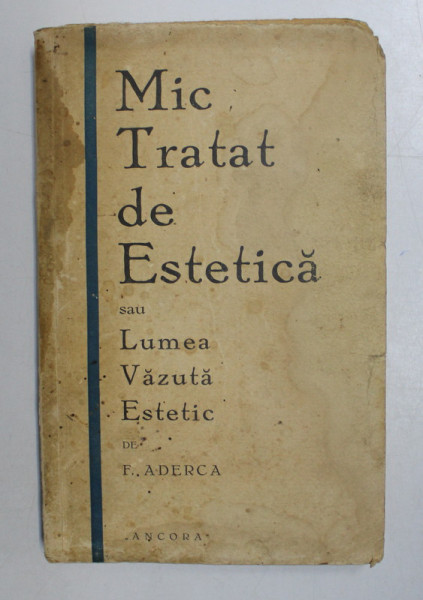 Mic
Tratat
de
Estetică
sau
Lumea
Văzută
Estetic
DE
F. ADERCA
„ANCORA"